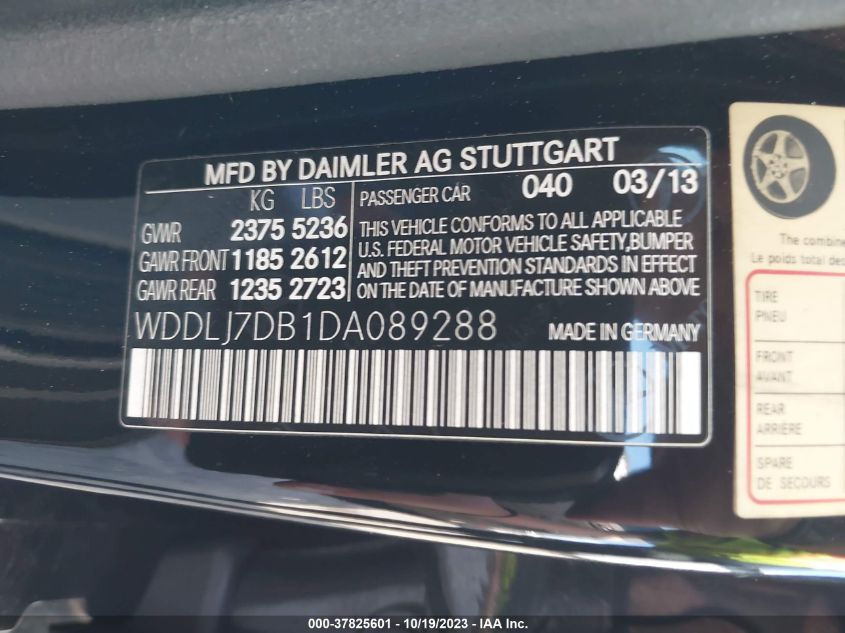 MFD BY DAIMLER AG STUTTGART
KG LBS
PASSENGER CAR 040 03/13
GVWR 2375 5236
GAWR FRONT 1185 2612
GAWR REAR 1235 2723
THIS VEHICLE CONFORMS TO ALL APPLICABLE
U.S. FEDERAL MOTOR VEHICLE SAFETY,BUMPER
AND THEFT PREVENTION STANDARDS IN EFFECT
ON THE DATE OF MANUFACTURE SHOWN ABOVE
WDDLJ7DB1DA089288 MADE IN GERMANY
The combine
Le poids total des
TIRE
PNEU
FRONT
AVANT
REAR
ARRIÈRE
SPARE
DE SECOURS
000-37825601 - 10/19/2023 - IAA Inc.